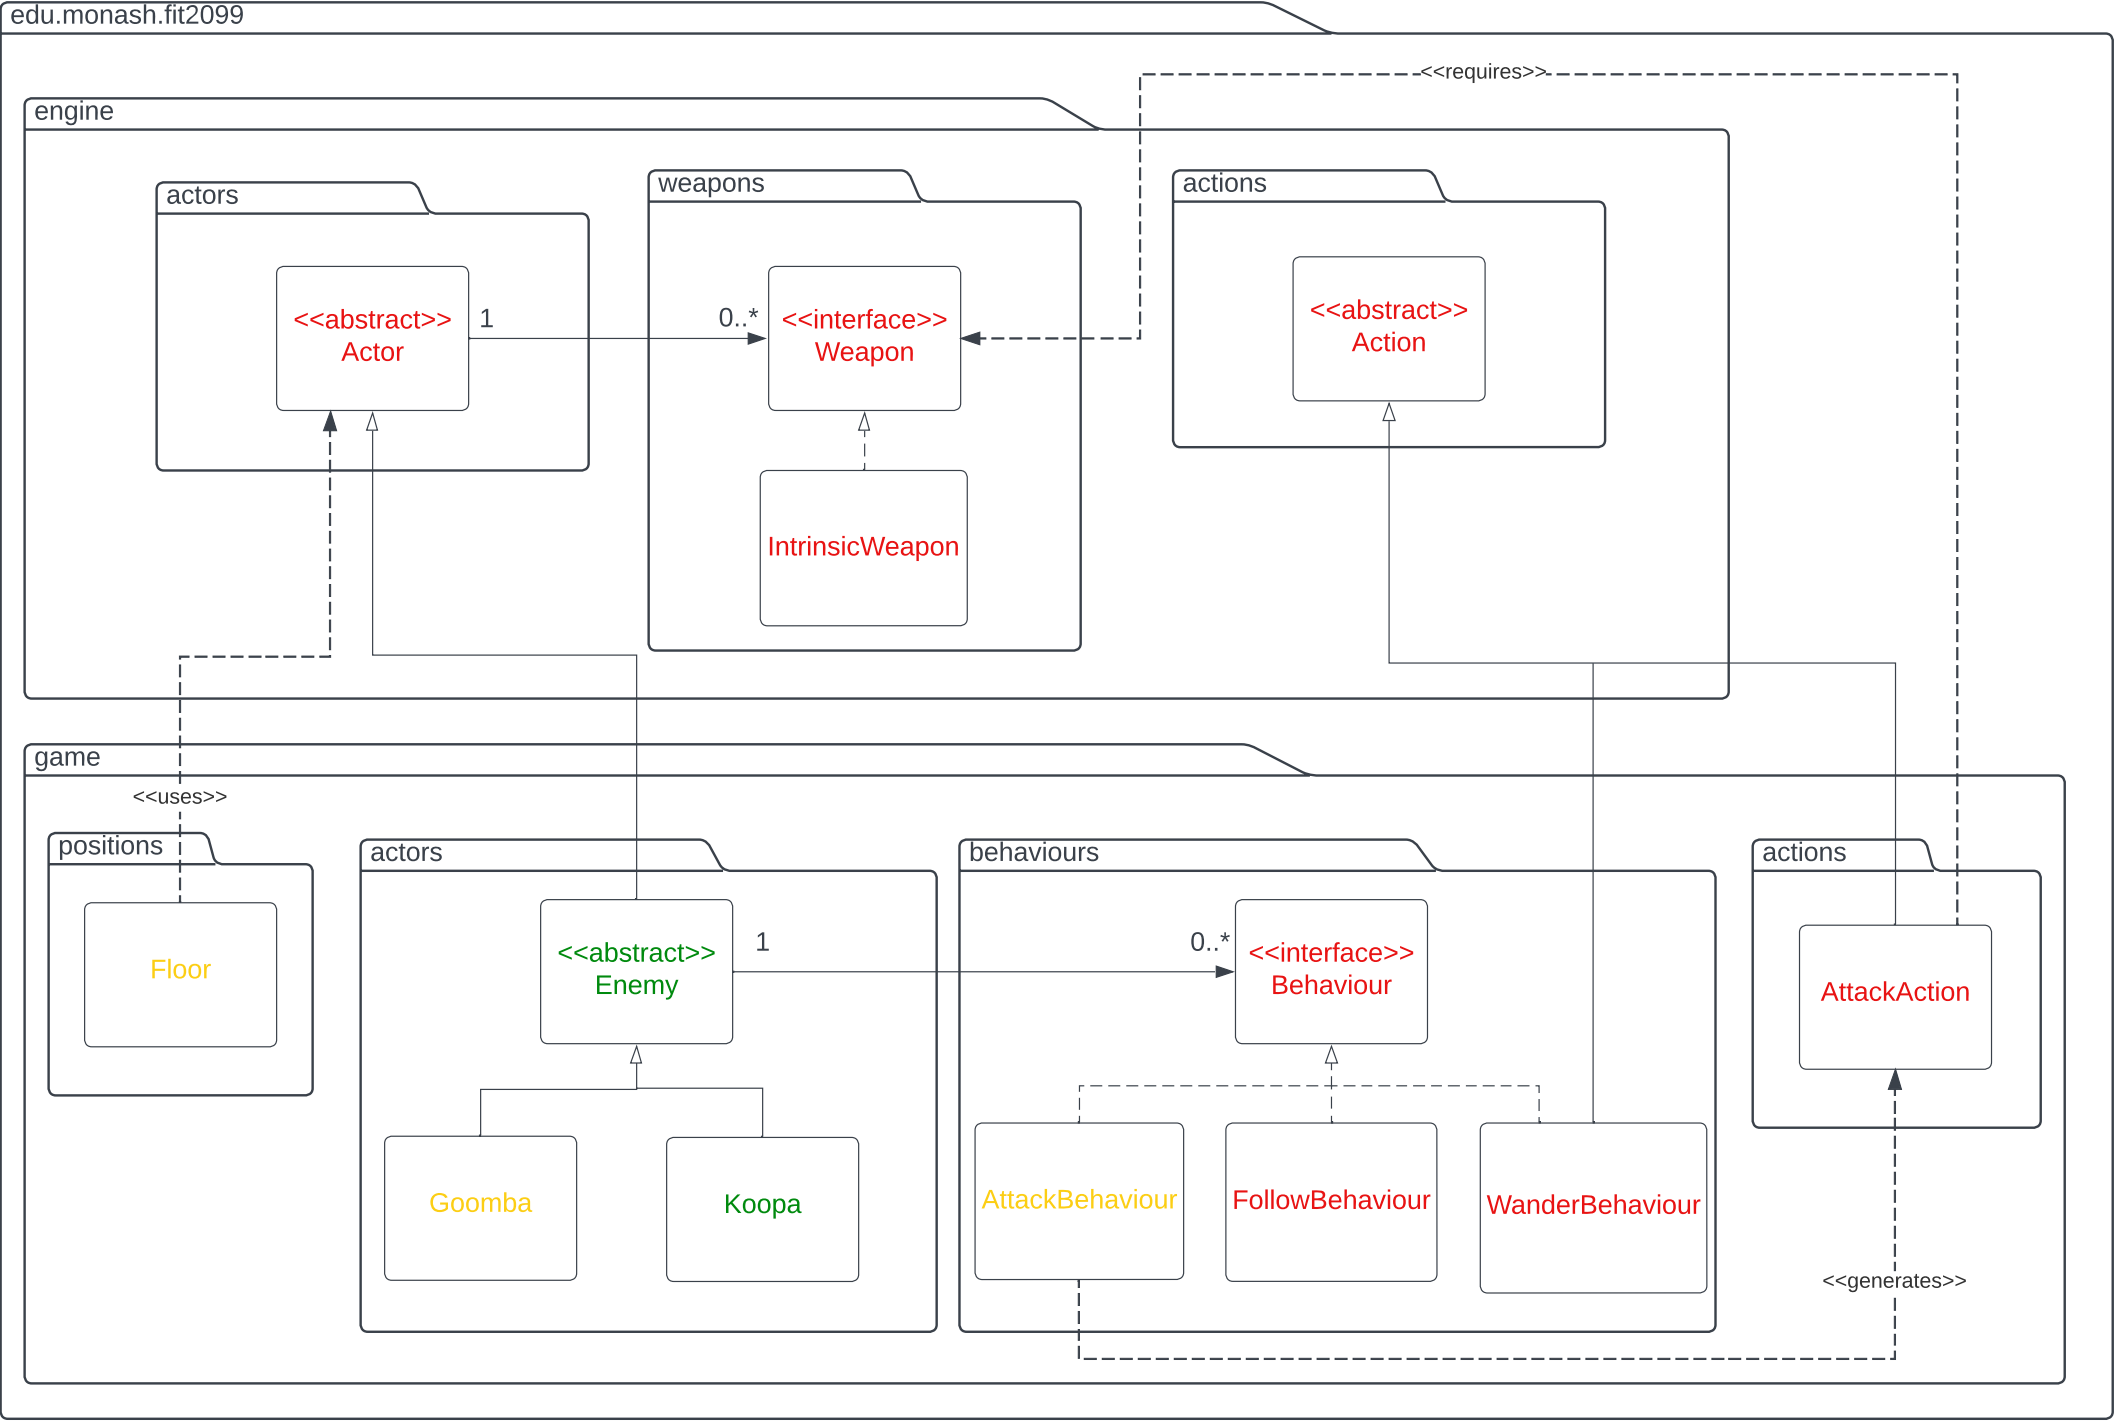 edu.monash.fit2099
<<requires>>
engine
actors
weapons
actions
<<abstract>>
Actor
1
0..*
<<interface>>
Weapon
<<abstract>>
Action
IntrinsicWeapon
game
<<uses>>
positions
actors
behaviours
actions
Floor
<<abstract>>
Enemy
1
0..*
<<interface>>
Behaviour
AttackAction
Goomba
Koopa
AttackBehaviour
FollowBehaviour
WanderBehaviour
<<generates>>